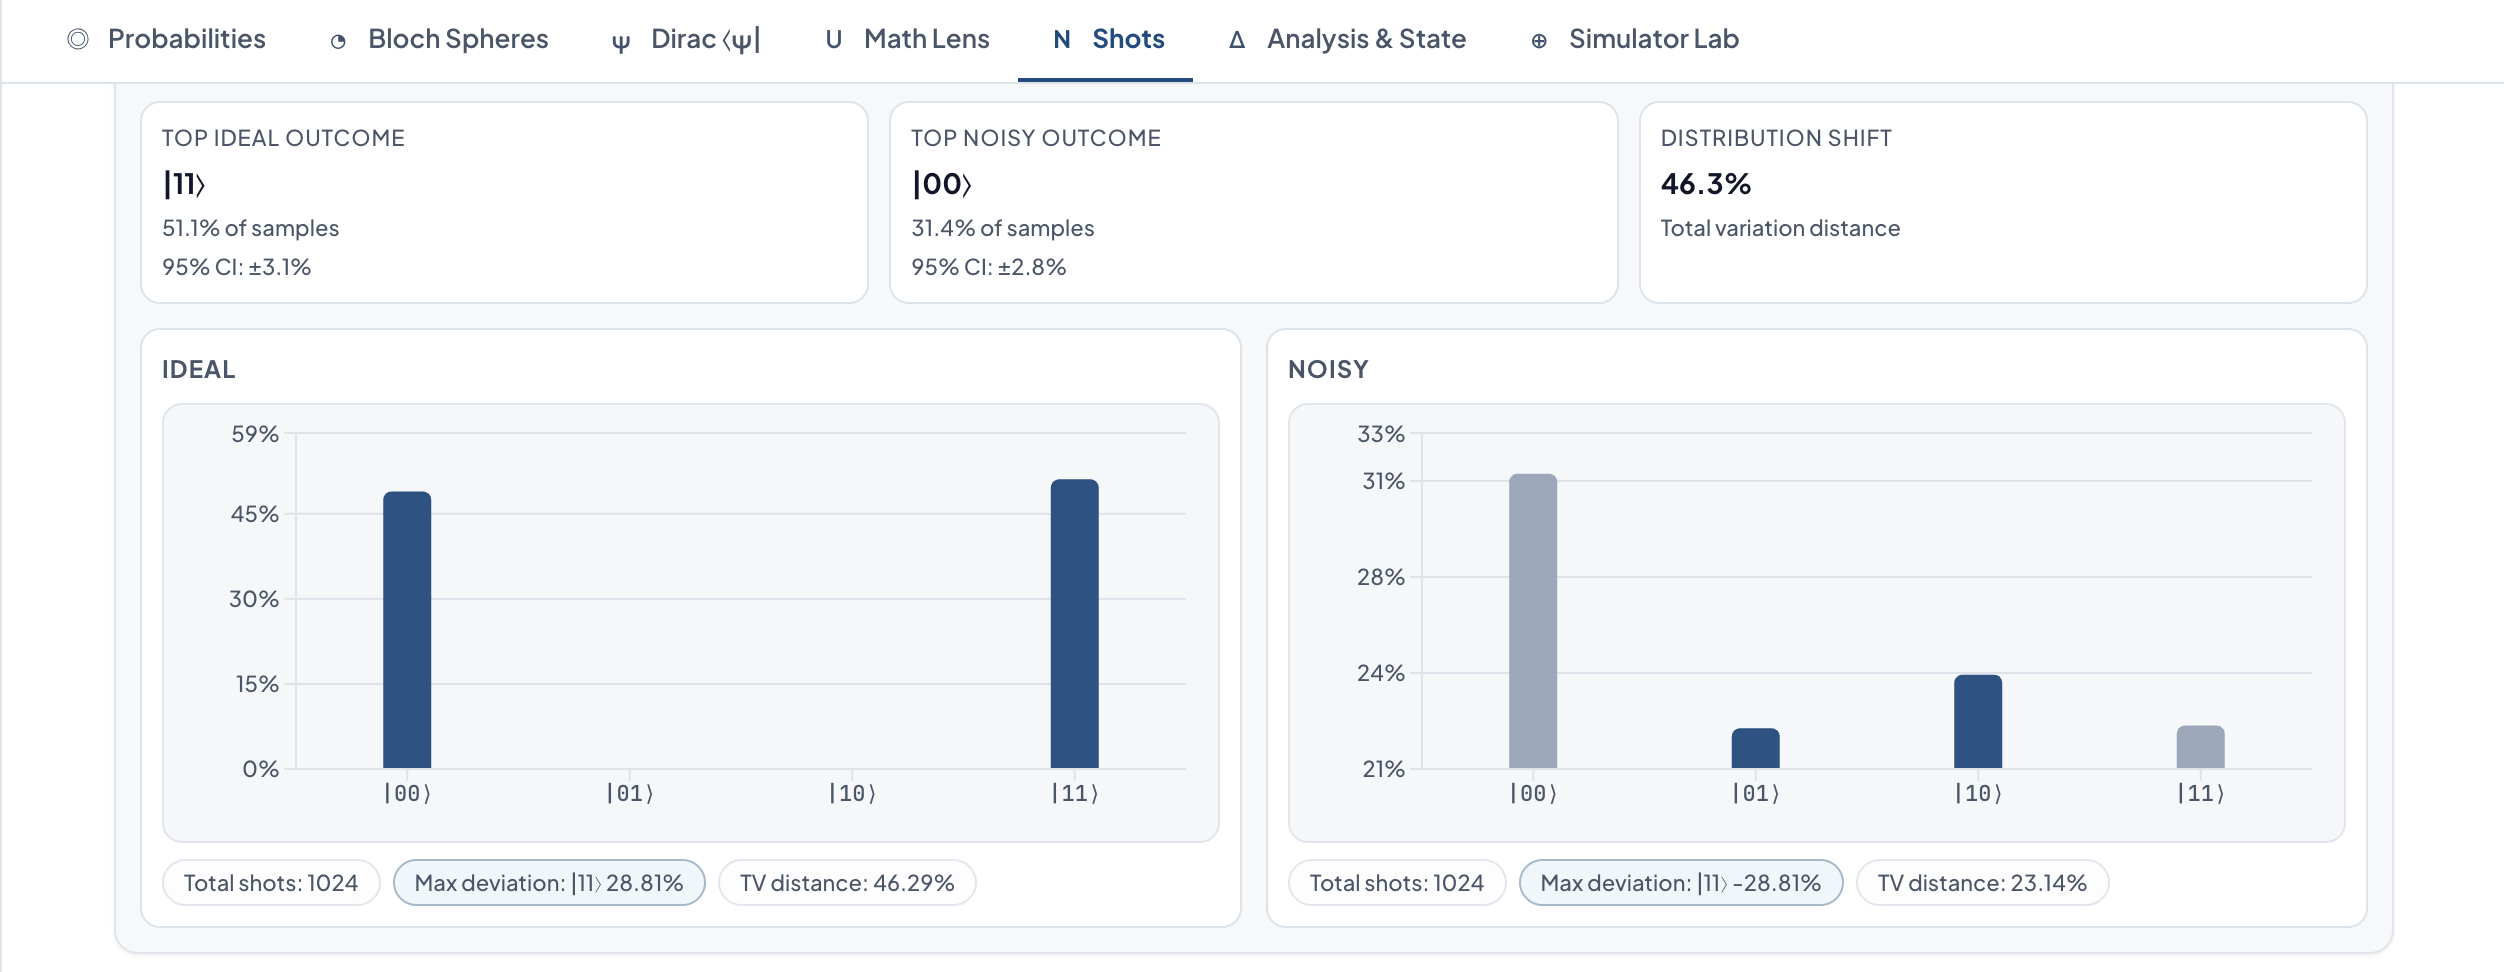 ◎ Probabilities ◔ Bloch Spheres ψ Dirac ⟨ψ| U Math Lens N Shots Δ Analysis & State ⊕ Simulator Lab
TOP IDEAL OUTCOME
|11⟩
51.1% of samples
95% CI: ±3.1%
TOP NOISY OUTCOME
|00⟩
31.4% of samples
95% CI: ±2.8%
DISTRIBUTION SHIFT
46.3%
Total variation distance
IDEAL
59%
45%
30%
15%
0%
|00⟩ |01⟩ |10⟩ |11⟩
Total shots: 1024 Max deviation: |11⟩ 28.81% TV distance: 46.29%
NOISY
33%
31%
28%
24%
21%
|00⟩ |01⟩ |10⟩ |11⟩
Total shots: 1024 Max deviation: |11⟩ -28.81% TV distance: 23.14%